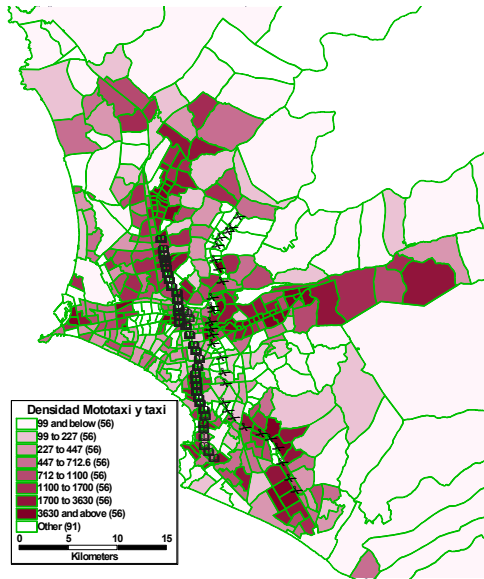 Densidad Mototaxi y taxi
99 and below (56)
99 to 227 (56)
227 to 447 (56)
447 to 712.6 (56)
712 to 1100 (56)
1100 to 1700 (56)
1700 to 3630 (56)
3630 and above (56)
Other (91)
0 5 10 15
Kilometers